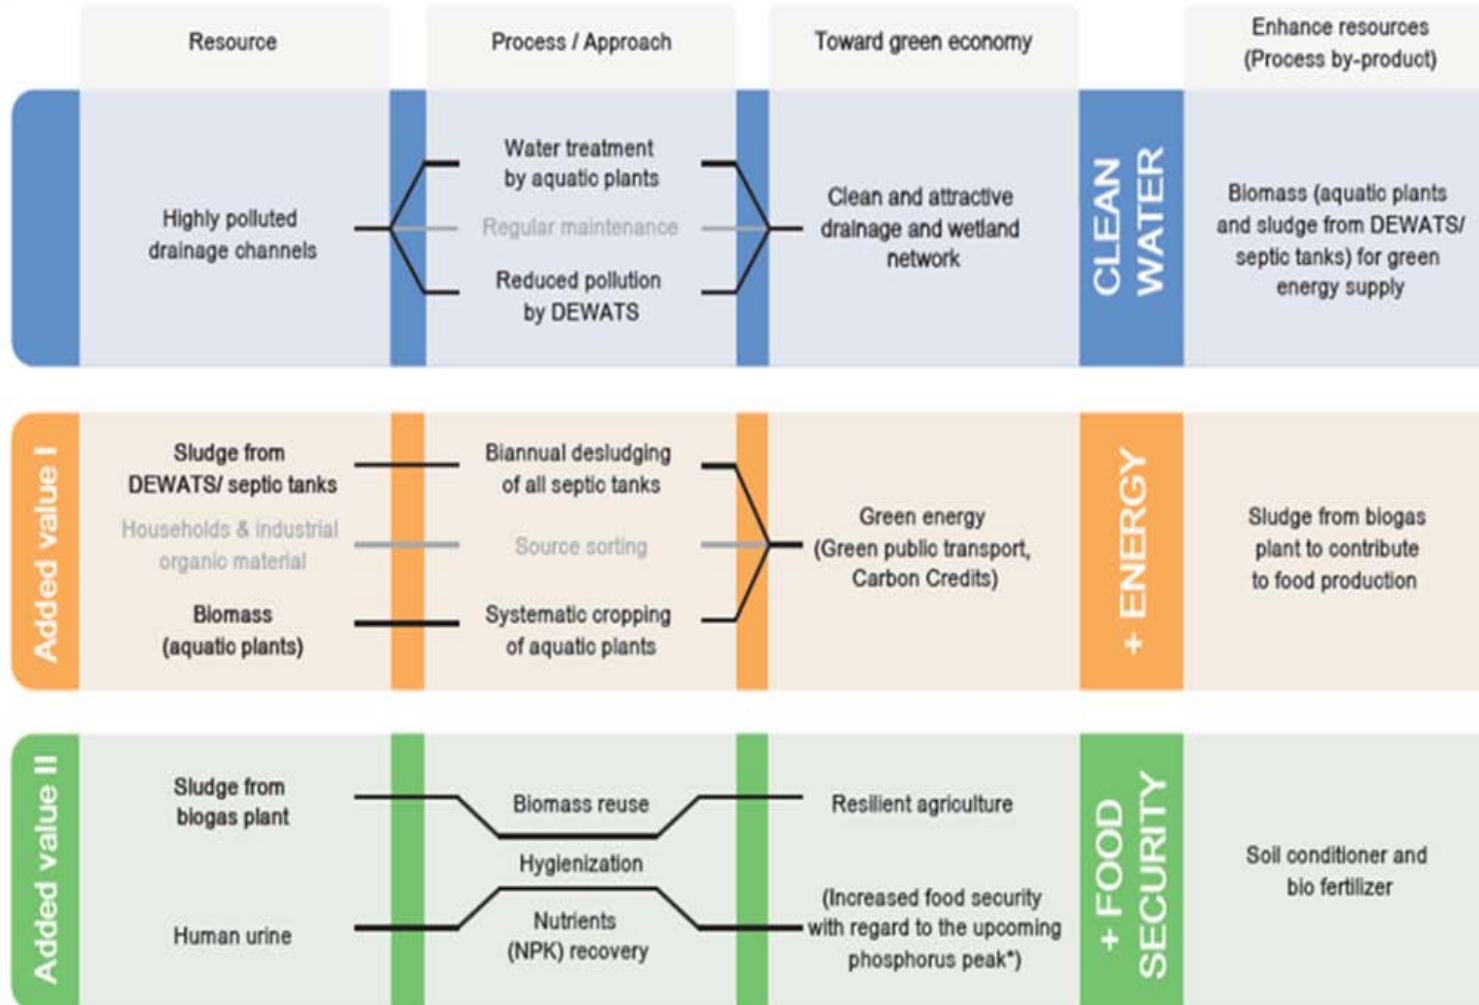 Resource
Process / Approach
Toward green economy
Enhance resources
(Process by-product)
Highly polluted
drainage channels
Water treatment
by aquatic plants
Regular maintenance
Reduced pollution
by DEWATS
Clean and attractive
drainage and wetland
network
CLEAN
WATER
Biomass (aquatic plants
and sludge from DEWATS/
septic tanks) for green
energy supply
Added value I
Sludge from
DEWATS/ septic tanks
Households & industrial
organic material
Biomass
(aquatic plants)
Biannual desludging
of all septic tanks
Source sorting
Systematic cropping
of aquatic plants
Green energy
(Green public transport,
Carbon Credits)
+ ENERGY
Sludge from biogas
plant to contribute
to food production
Added value II
Sludge from
biogas plant
Human urine
Biomass reuse
Hygienization
Nutrients
(NPK) recovery
Resilient agriculture
(Increased food security
with regard to the upcoming
phosphorus peak*)
+ FOOD
SECURITY
Soil conditioner and
bio fertilizer